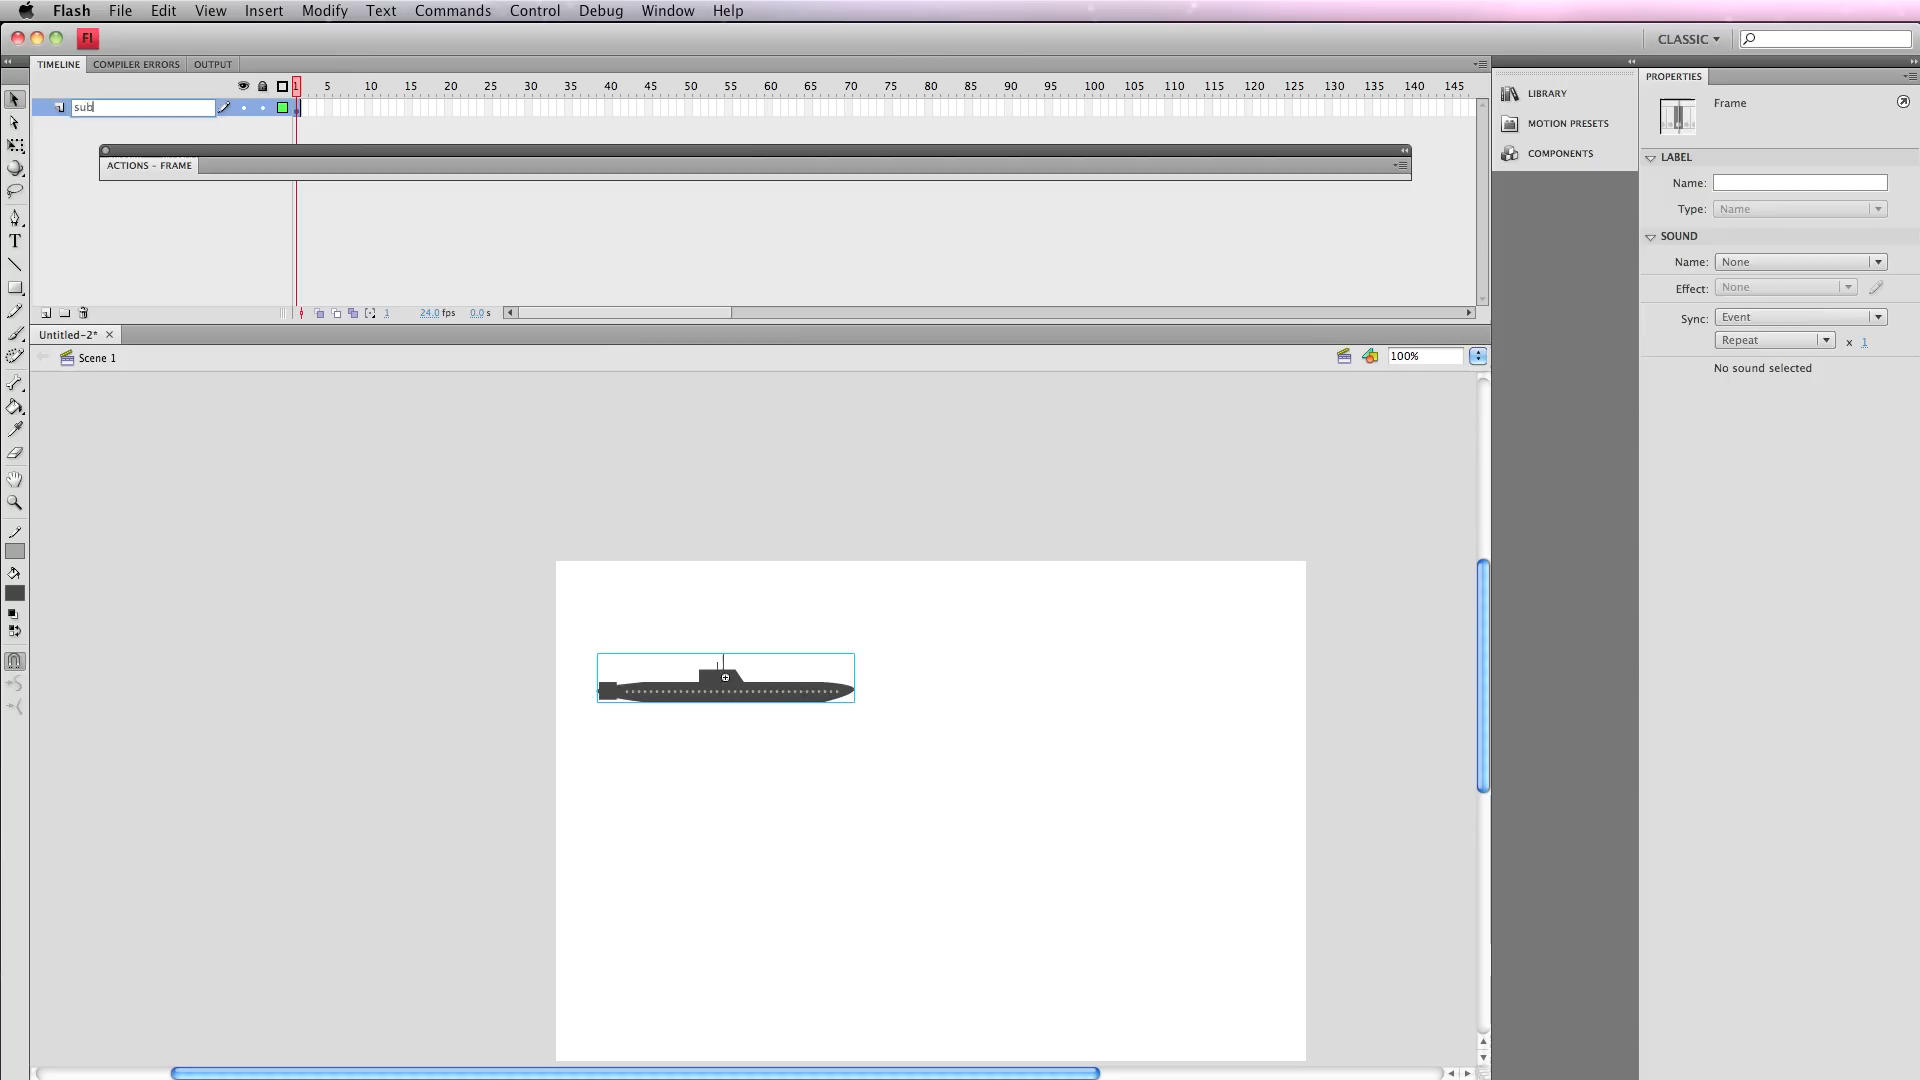 Flash File Edit View Insert Modify Text Commands Control Debug Window Help
Fl CLASSIC
TIMELINE COMPILER ERRORS OUTPUT
1 5 10 15 20 25 30 35 40 45 50 55 60 65 70 75 80 85 90 95 100 105 110 115 120 125 130 135 140 145
sub
ACTIONS - FRAME
1 24.0 fps 0.0 s
Untitled-2*
Scene 1
100%
T
LIBRARY
MOTION PRESETS
COMPONENTS
PROPERTIES
Frame
LABEL
Name:
Type: Name
SOUND
Name: None
Effect: None
Sync: Event
Repeat x 1
No sound selected